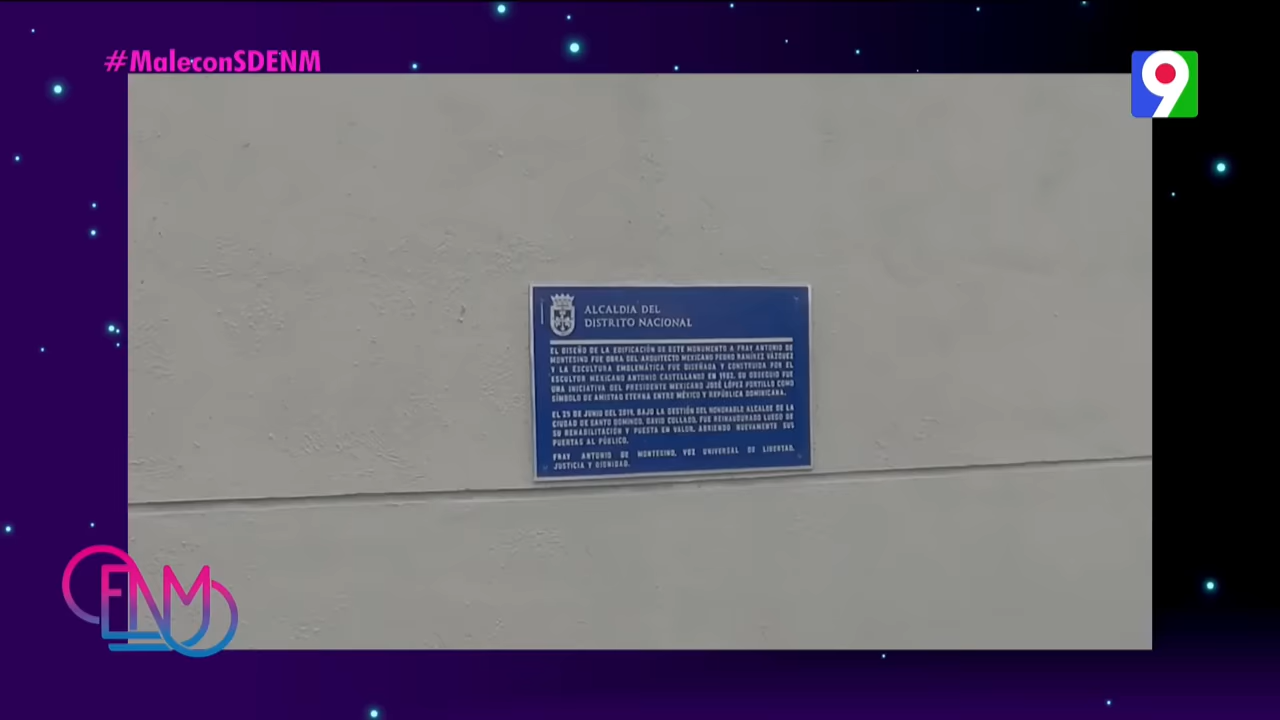 #MaleconSDENM
9
ALCALDIA DEL
DISTRITO NACIONAL
EL DISEÑO DE LA EDIFICACIÓN DE ESTE MONUMENTO A FRAY ANTONIO DE
MONTESINO FUE OBRA DEL ARQUITECTO MEXICANO PEDRO RAMÍREZ VÁZQUEZ
Y LA ESCULTURA EMBLEMÁTICA FUE DISEÑADA Y CONSTRUIDA POR EL
ESCULTOR MEXICANO ANTONIO CASTELLANOS EN 1982. SU OBSEQUIO FUE
UNA INICIATIVA DEL PRESIDENTE MEXICANO JOSÉ LÓPEZ PORTILLO COMO
SÍMBOLO DE AMISTAD ETERNA ENTRE MÉXICO Y REPÚBLICA DOMINICANA.
EL 25 DE JUNIO DEL 2019, BAJO LA GESTIÓN DEL HONORABLE ALCALDE DE LA
CIUDAD DE SANTO DOMINGO, DAVID COLLADO, FUE REINAUGURADO LUEGO DE
SU REHABILITACIÓN Y PUESTA EN VALOR, ABRIENDO NUEVAMENTE SUS
PUERTAS AL PÚBLICO.
FRAY ANTONIO DE MONTESINO, VOZ UNIVERSAL DE LIBERTAD,
JUSTICIA Y DIGNIDAD.
ENM